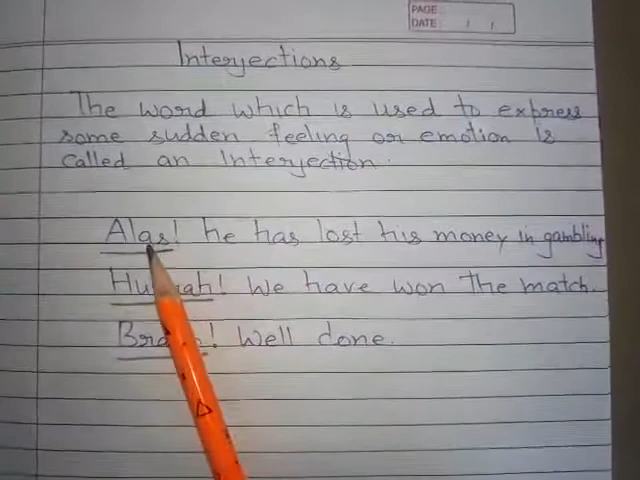 PAGE:
DATE: / /
Interjections
The word which is used to express
some sudden feeling or emotion is
called an Interjection.
Alas! he has lost his money in gambling
! We have won The match.
! Well done.